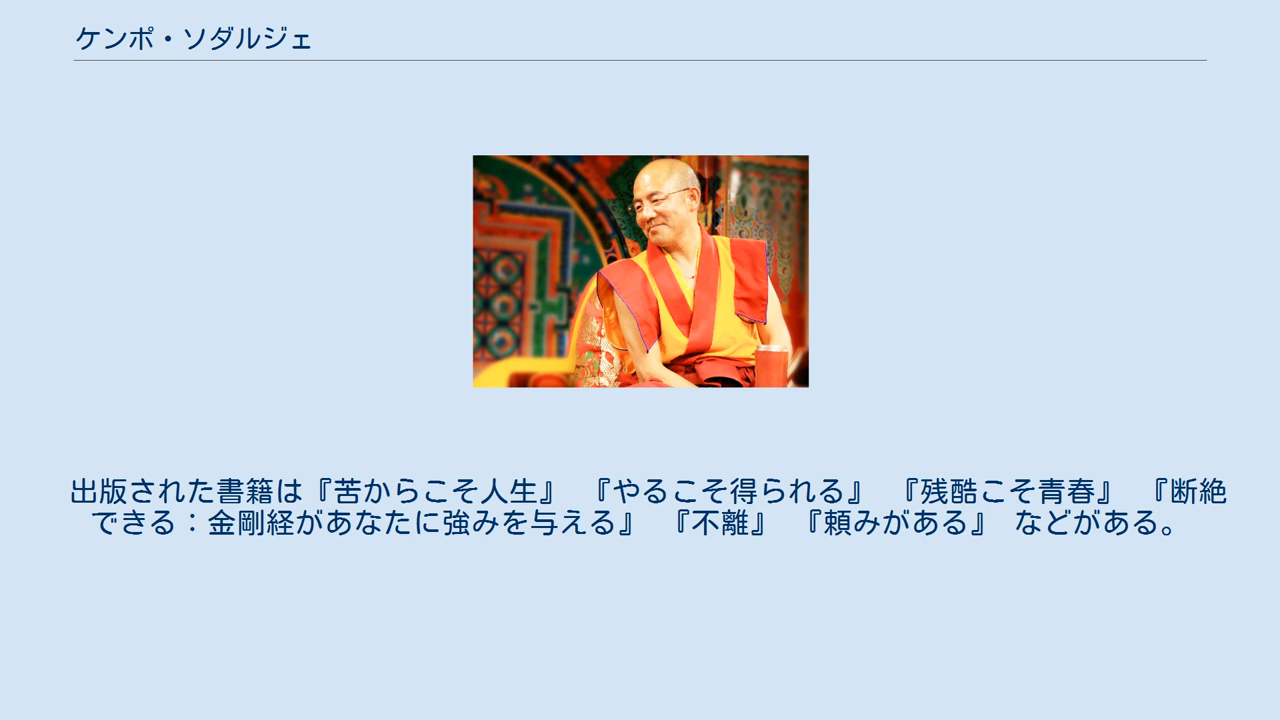 ケンポ・ソダルジェ
出版された書籍は『苦からこそ人生』 『やるこそ得られる』 『残酷こそ青春』 『断絶
できる：金剛経があなたに強みを与える』 『不離』 『頼みがある』 などがある。